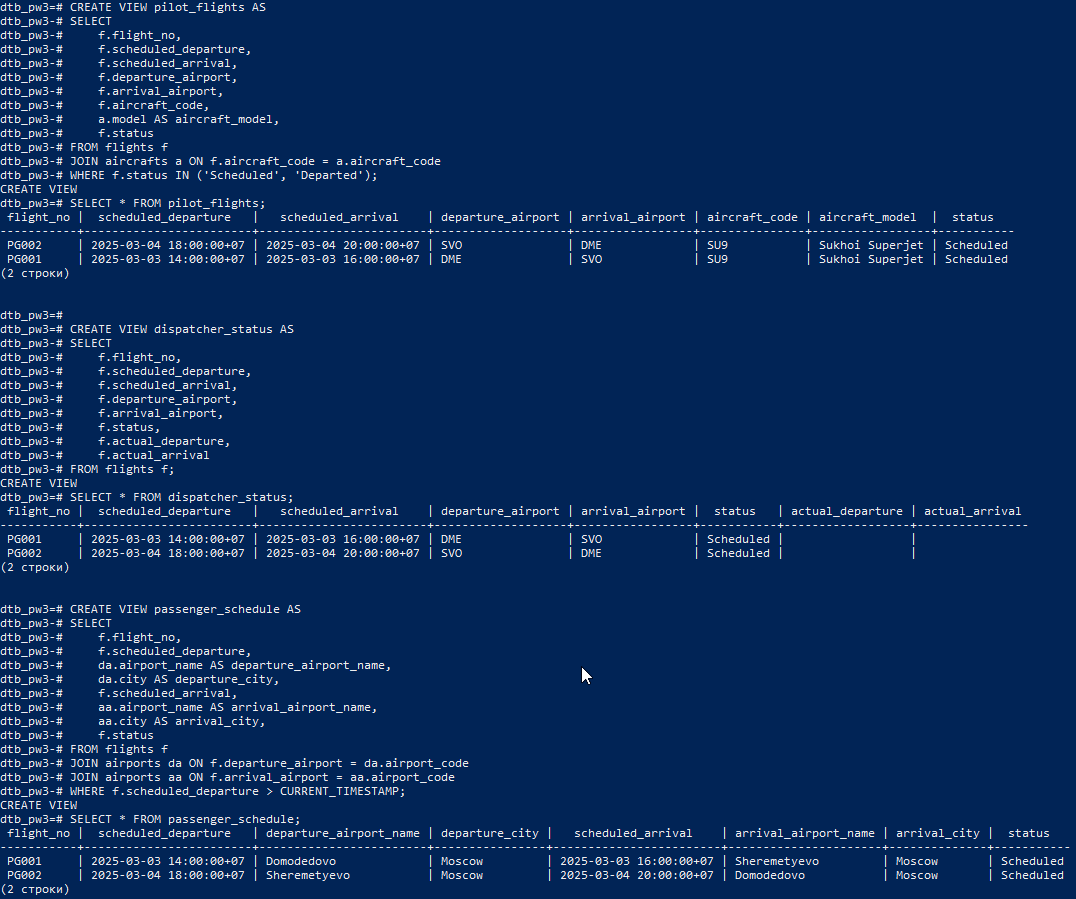 dtb_pw3=# CREATE VIEW pilot_flights AS
dtb_pw3-# SELECT
dtb_pw3-#     f.flight_no,
dtb_pw3-#     f.scheduled_departure,
dtb_pw3-#     f.scheduled_arrival,
dtb_pw3-#     f.departure_airport,
dtb_pw3-#     f.arrival_airport,
dtb_pw3-#     f.aircraft_code,
dtb_pw3-#     a.model AS aircraft_model,
dtb_pw3-#     f.status
dtb_pw3-# FROM flights f
dtb_pw3-# JOIN aircrafts a ON f.aircraft_code = a.aircraft_code
dtb_pw3-# WHERE f.status IN ('Scheduled', 'Departed');
CREATE VIEW
dtb_pw3=# SELECT * FROM pilot_flights;
 flight_no |  scheduled_departure   |   scheduled_arrival    | departure_airport | arrival_airport | aircraft_code | aircraft_model  |  status
-----------+------------------------+------------------------+-------------------+-----------------+---------------+-----------------+-----------
 PG002     | 2025-03-04 18:00:00+07 | 2025-03-04 20:00:00+07 | SVO               | DME             | SU9           | Sukhoi Superjet | Scheduled
 PG001     | 2025-03-03 14:00:00+07 | 2025-03-03 16:00:00+07 | DME               | SVO             | SU9           | Sukhoi Superjet | Scheduled
(2 строки)
dtb_pw3=#
dtb_pw3=# CREATE VIEW dispatcher_status AS
dtb_pw3-# SELECT
dtb_pw3-#     f.flight_no,
dtb_pw3-#     f.scheduled_departure,
dtb_pw3-#     f.scheduled_arrival,
dtb_pw3-#     f.departure_airport,
dtb_pw3-#     f.arrival_airport,
dtb_pw3-#     f.status,
dtb_pw3-#     f.actual_departure,
dtb_pw3-#     f.actual_arrival
dtb_pw3-# FROM flights f;
CREATE VIEW
dtb_pw3=# SELECT * FROM dispatcher_status;
 flight_no |  scheduled_departure   |   scheduled_arrival    | departure_airport | arrival_airport |  status   | actual_departure | actual_arrival
-----------+------------------------+------------------------+-------------------+-----------------+-----------+------------------+----------------
 PG001     | 2025-03-03 14:00:00+07 | 2025-03-03 16:00:00+07 | DME               | SVO             | Scheduled |                  |
 PG002     | 2025-03-04 18:00:00+07 | 2025-03-04 20:00:00+07 | SVO               | DME             | Scheduled |                  |
(2 строки)
dtb_pw3=# CREATE VIEW passenger_schedule AS
dtb_pw3-# SELECT
dtb_pw3-#     f.flight_no,
dtb_pw3-#     f.scheduled_departure,
dtb_pw3-#     da.airport_name AS departure_airport_name,
dtb_pw3-#     da.city AS departure_city,
dtb_pw3-#     f.scheduled_arrival,
dtb_pw3-#     aa.airport_name AS arrival_airport_name,
dtb_pw3-#     aa.city AS arrival_city,
dtb_pw3-#     f.status
dtb_pw3-# FROM flights f
dtb_pw3-# JOIN airports da ON f.departure_airport = da.airport_code
dtb_pw3-# JOIN airports aa ON f.arrival_airport = aa.airport_code
dtb_pw3-# WHERE f.scheduled_departure > CURRENT_TIMESTAMP;
CREATE VIEW
dtb_pw3=# SELECT * FROM passenger_schedule;
 flight_no |  scheduled_departure   | departure_airport_name | departure_city |   scheduled_arrival    | arrival_airport_name | arrival_city |  status
-----------+------------------------+------------------------+----------------+------------------------+----------------------+--------------+-----------
 PG001     | 2025-03-03 14:00:00+07 | Domodedovo             | Moscow         | 2025-03-03 16:00:00+07 | Sheremetyevo         | Moscow       | Scheduled
 PG002     | 2025-03-04 18:00:00+07 | Sheremetyevo           | Moscow         | 2025-03-04 20:00:00+07 | Domodedovo           | Moscow       | Scheduled
(2 строки)